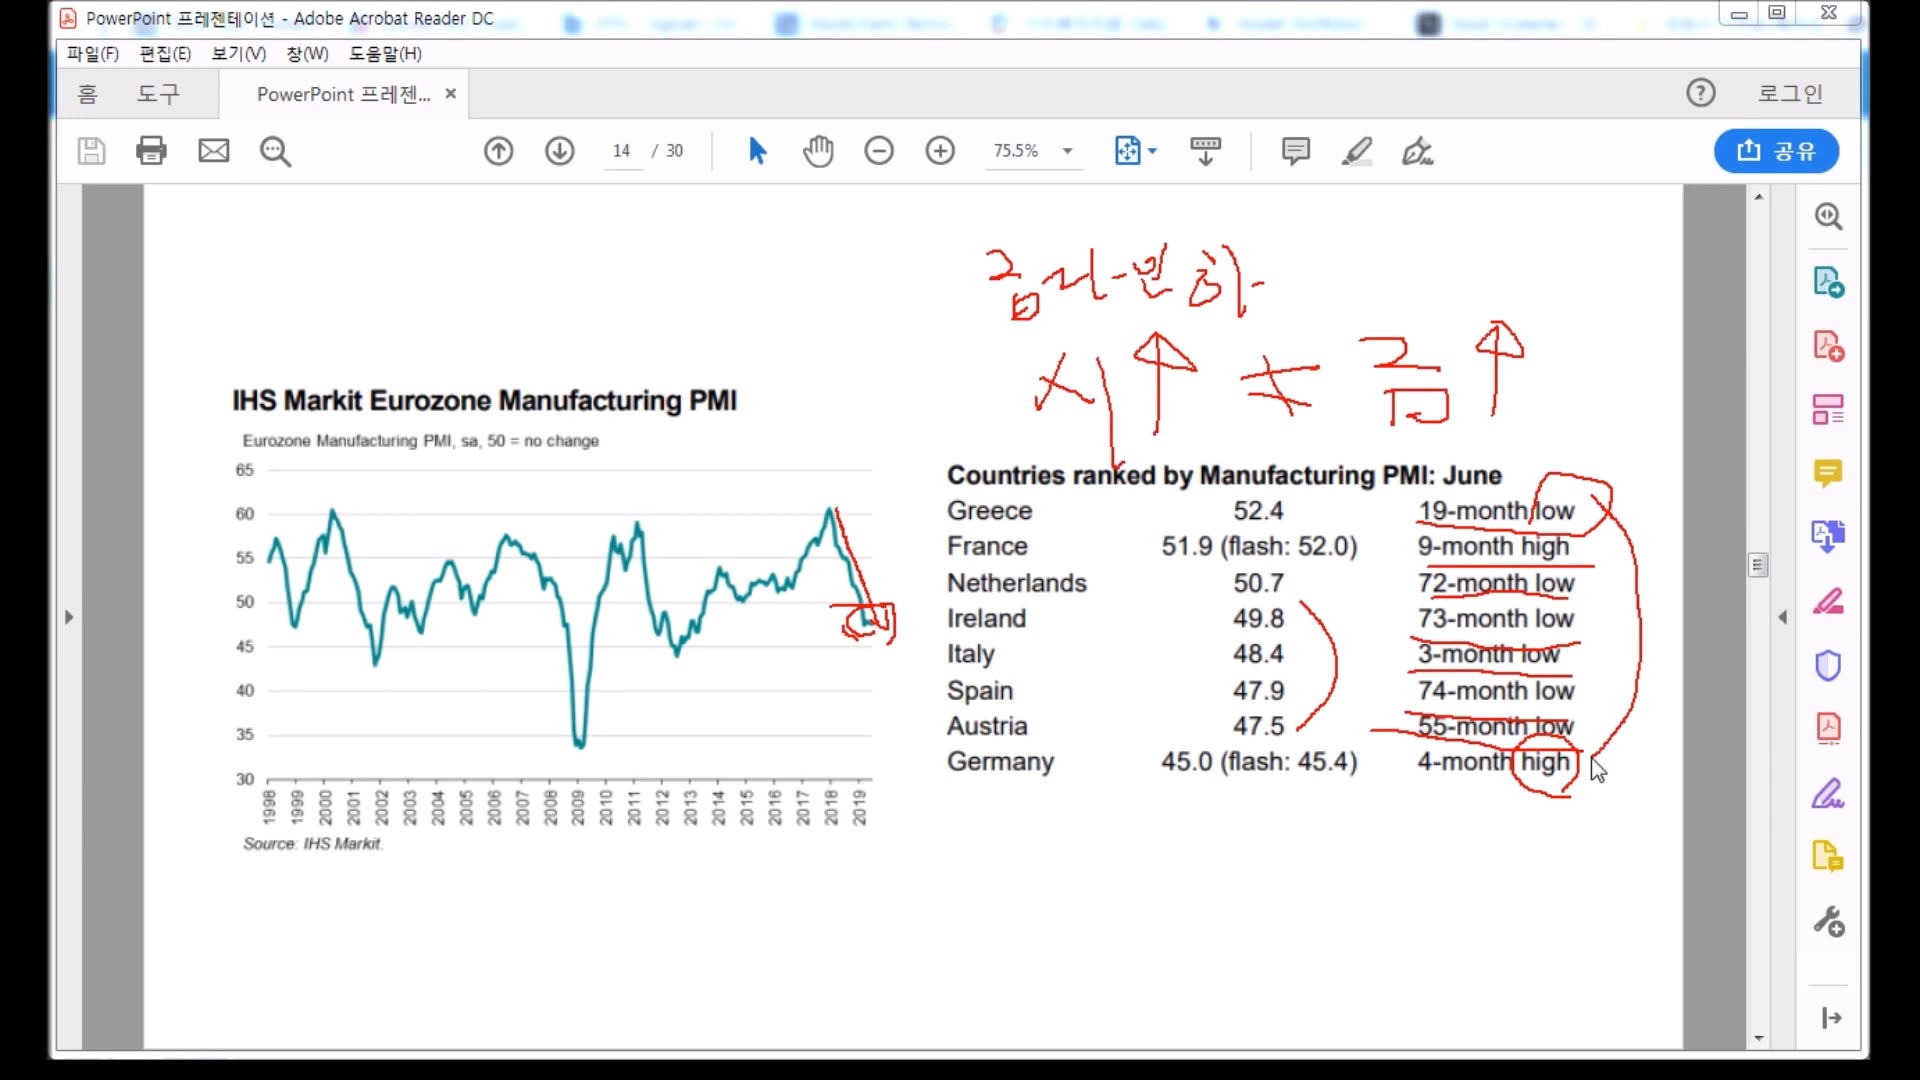 PowerPoint 프레젠테이션 - Adobe Acrobat Reader DC
파일(F) 편집(E) 보기(V) 창(W) 도움말(H)
홈 도구 PowerPoint 프레젠... × ? 로그인
14 / 30 75.5% 공유
금리인하
시 ≠ 금
IHS Markit Eurozone Manufacturing PMI
Eurozone Manufacturing PMI, sa, 50 = no change
65
60
55
50
45
40
35
30
1998 1999 2000 2001 2002 2003 2004 2005 2006 2007 2008 2009 2010 2011 2012 2013 2014 2015 2016 2017 2018 2019
Source: IHS Markit.
Countries ranked by Manufacturing PMI: June
Greece 52.4 19-month low
France 51.9 (flash: 52.0) 9-month high
Netherlands 50.7 72-month low
Ireland 49.8 73-month low
Italy 48.4 3-month low
Spain 47.9 74-month low
Austria 47.5 55-month low
Germany 45.0 (flash: 45.4) 4-month high